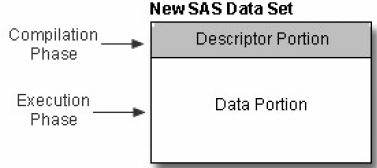 New SAS Data Set
Compilation
Phase
Descriptor Portion
Execution
Phase
Data Portion